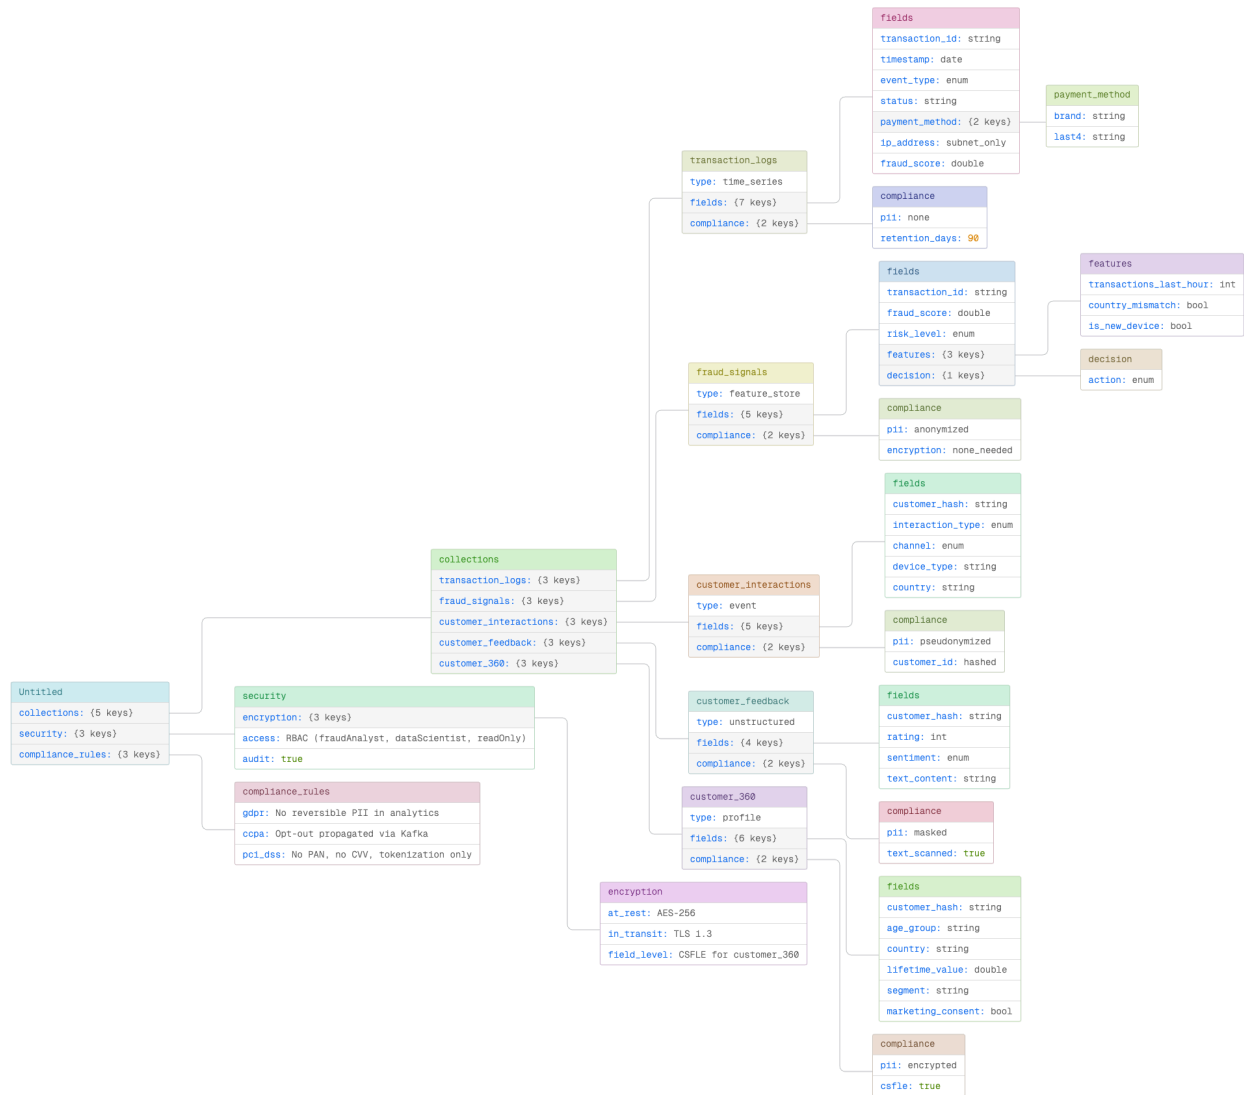 fields
transaction_id: string
timestamp: date
event_type: enum
status: string
payment_method: {2 keys}
ip_address: subnet_only
fraud_score: double
payment_method
brand: string
last4: string
transaction_logs
type: time_series
fields: {7 keys}
compliance: {2 keys}
compliance
pii: none
retention_days: 90
fields
transaction_id: string
fraud_score: double
risk_level: enum
features: {3 keys}
decision: {1 keys}
features
transactions_last_hour: int
country_mismatch: bool
is_new_device: bool
decision
action: enum
fraud_signals
type: feature_store
fields: {5 keys}
compliance: {2 keys}
compliance
pii: anonymized
encryption: none_needed
fields
customer_hash: string
interaction_type: enum
channel: enum
device_type: string
country: string
collections
transaction_logs: {3 keys}
fraud_signals: {3 keys}
customer_interactions: {3 keys}
customer_feedback: {3 keys}
customer_360: {3 keys}
customer_interactions
type: event
fields: {5 keys}
compliance: {2 keys}
compliance
pii: pseudonymized
customer_id: hashed
Untitled
collections: {5 keys}
security: {3 keys}
compliance_rules: {3 keys}
security
encryption: {3 keys}
access: RBAC (fraudAnalyst, dataScientist, readOnly)
audit: true
customer_feedback
type: unstructured
fields: {4 keys}
compliance: {2 keys}
fields
customer_hash: string
rating: int
sentiment: enum
text_content: string
compliance_rules
gdpr: No reversible PII in analytics
ccpa: Opt-out propagated via Kafka
pci_dss: No PAN, no CVV, tokenization only
customer_360
type: profile
fields: {6 keys}
compliance: {2 keys}
compliance
pii: masked
text_scanned: true
encryption
at_rest: AES-256
in_transit: TLS 1.3
field_level: CSFLE for customer_360
fields
customer_hash: string
age_group: string
country: string
lifetime_value: double
segment: string
marketing_consent: bool
compliance
pii: encrypted
csfle: true